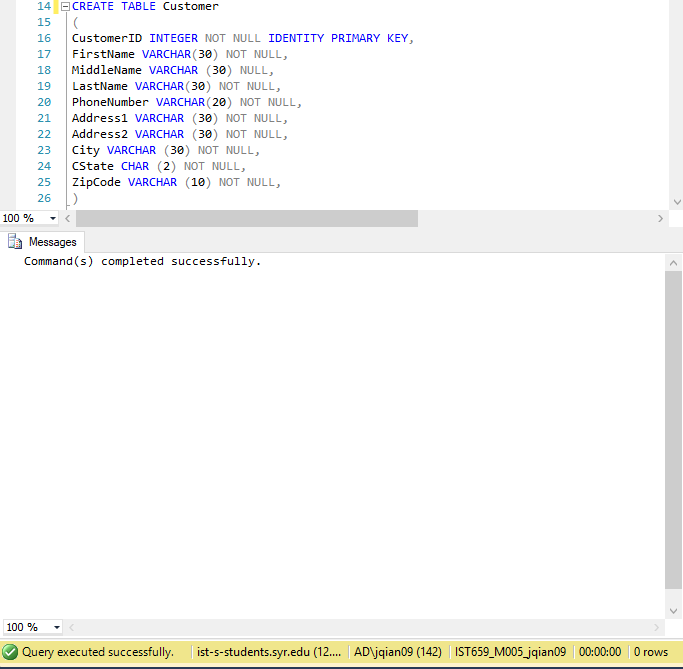 14 CREATE TABLE Customer
15 (
16 CustomerID INTEGER NOT NULL IDENTITY PRIMARY KEY,
17 FirstName VARCHAR(30) NOT NULL,
18 MiddleName VARCHAR (30) NULL,
19 LastName VARCHAR(30) NOT NULL,
20 PhoneNumber VARCHAR(20) NOT NULL,
21 Address1 VARCHAR (30) NOT NULL,
22 Address2 VARCHAR (30) NOT NULL,
23 City VARCHAR (30) NOT NULL,
24 CState CHAR (2) NOT NULL,
25 ZipCode VARCHAR (10) NOT NULL,
26 )
100 %
Messages
Command(s) completed successfully.
100 %
Query executed successfully. ist-s-students.syr.edu (12.... AD\jqian09 (142) IST659_M005_jqian09 00:00:00 0 rows